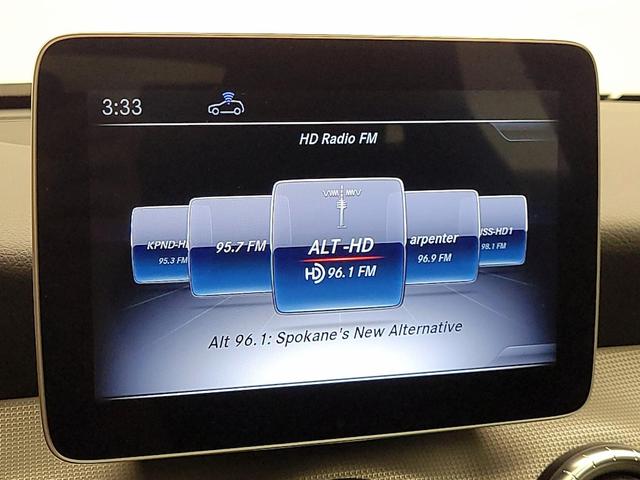 3:33
HD Radio FM
KPND-H
95.3 FM
95.7 FM
ALT-HD
HD 96.1 FM
arpenter
96.9 FM
SS-HD1
98.1 FM
Alt 96.1: Spokane's New Alternative